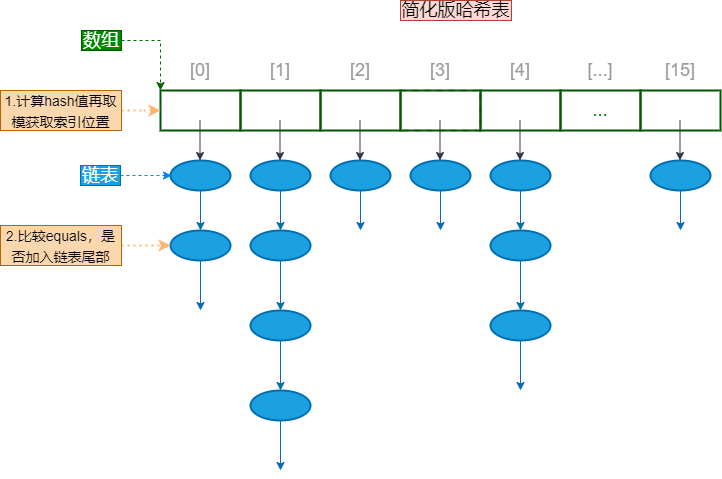 简化版哈希表
数组
[0] [1] [2] [3] [4] [...] [15]
1.计算hash值再取
模获取索引位置
...
链表
2.比较equals，是
否加入链表尾部